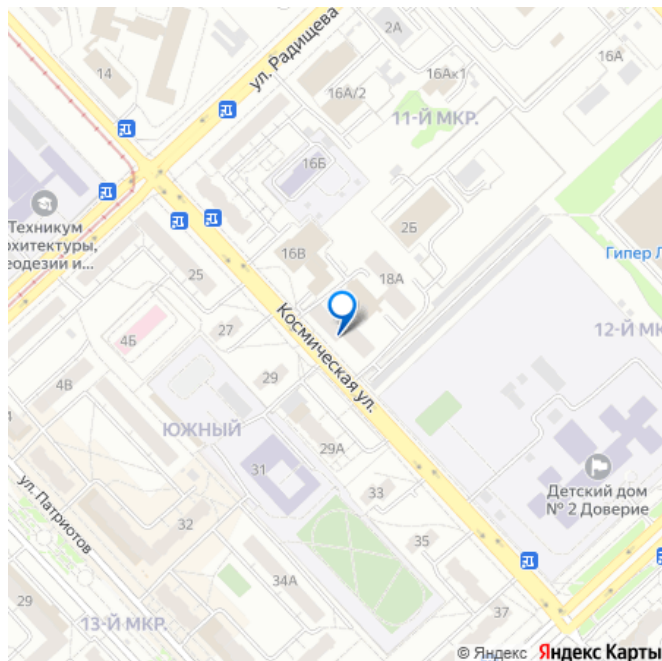 14
ул. Радищева
2А
16А
16Ак1
16А/2
11-Й МКР.
16Б
Техникум
рхитектуры,
еодезии и...
2Б
16В
Гипер Л
25
18А
27
Космическая ул.
12-Й МК
4Б
29
4В
ЮЖНЫЙ
29А
31
Детский дом
№ 2 Доверие
33
ул. Патриотов
32
35
34А
29
37
13-Й МКР.
© Яндекс Яндекс Карты